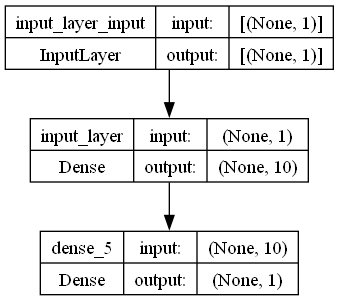 input_layer_input input: [(None, 1)]
InputLayer output: [(None, 1)]
input_layer input: (None, 1)
Dense output: (None, 10)
dense_5 input: (None, 10)
Dense output: (None, 1)